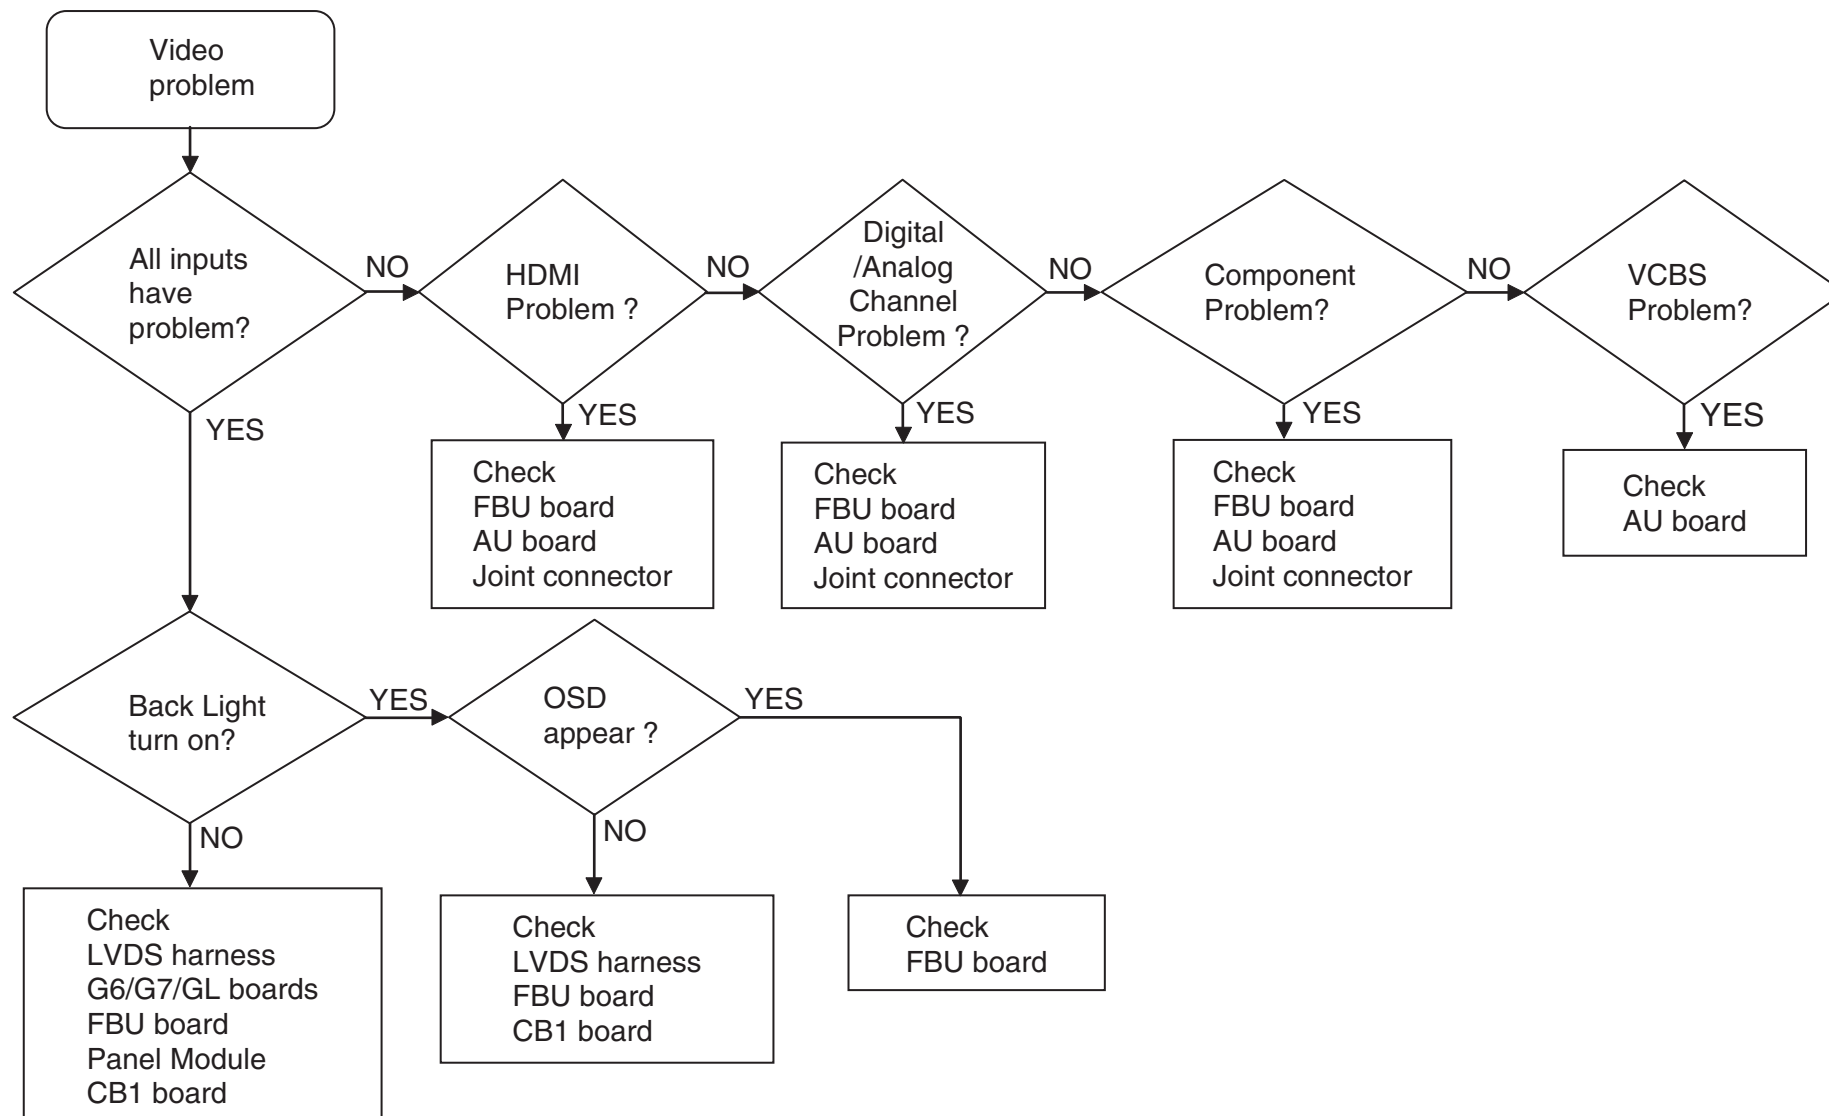 Video
problem
All inputs
have
problem?
NO
HDMI
Problem ?
NO
Digital
/Analog
Channel
Problem ?
NO
Component
Problem?
NO
VCBS
Problem?
YES
YES
YES
YES
YES
Check
FBU board
AU board
Joint connector
Check
FBU board
AU board
Joint connector
Check
FBU board
AU board
Joint connector
Check
AU board
Back Light
turn on?
YES
OSD
appear ?
YES
NO
NO
Check
LVDS harness
G6/G7/GL boards
FBU board
Panel Module
CB1 board
Check
LVDS harness
FBU board
CB1 board
Check
FBU board